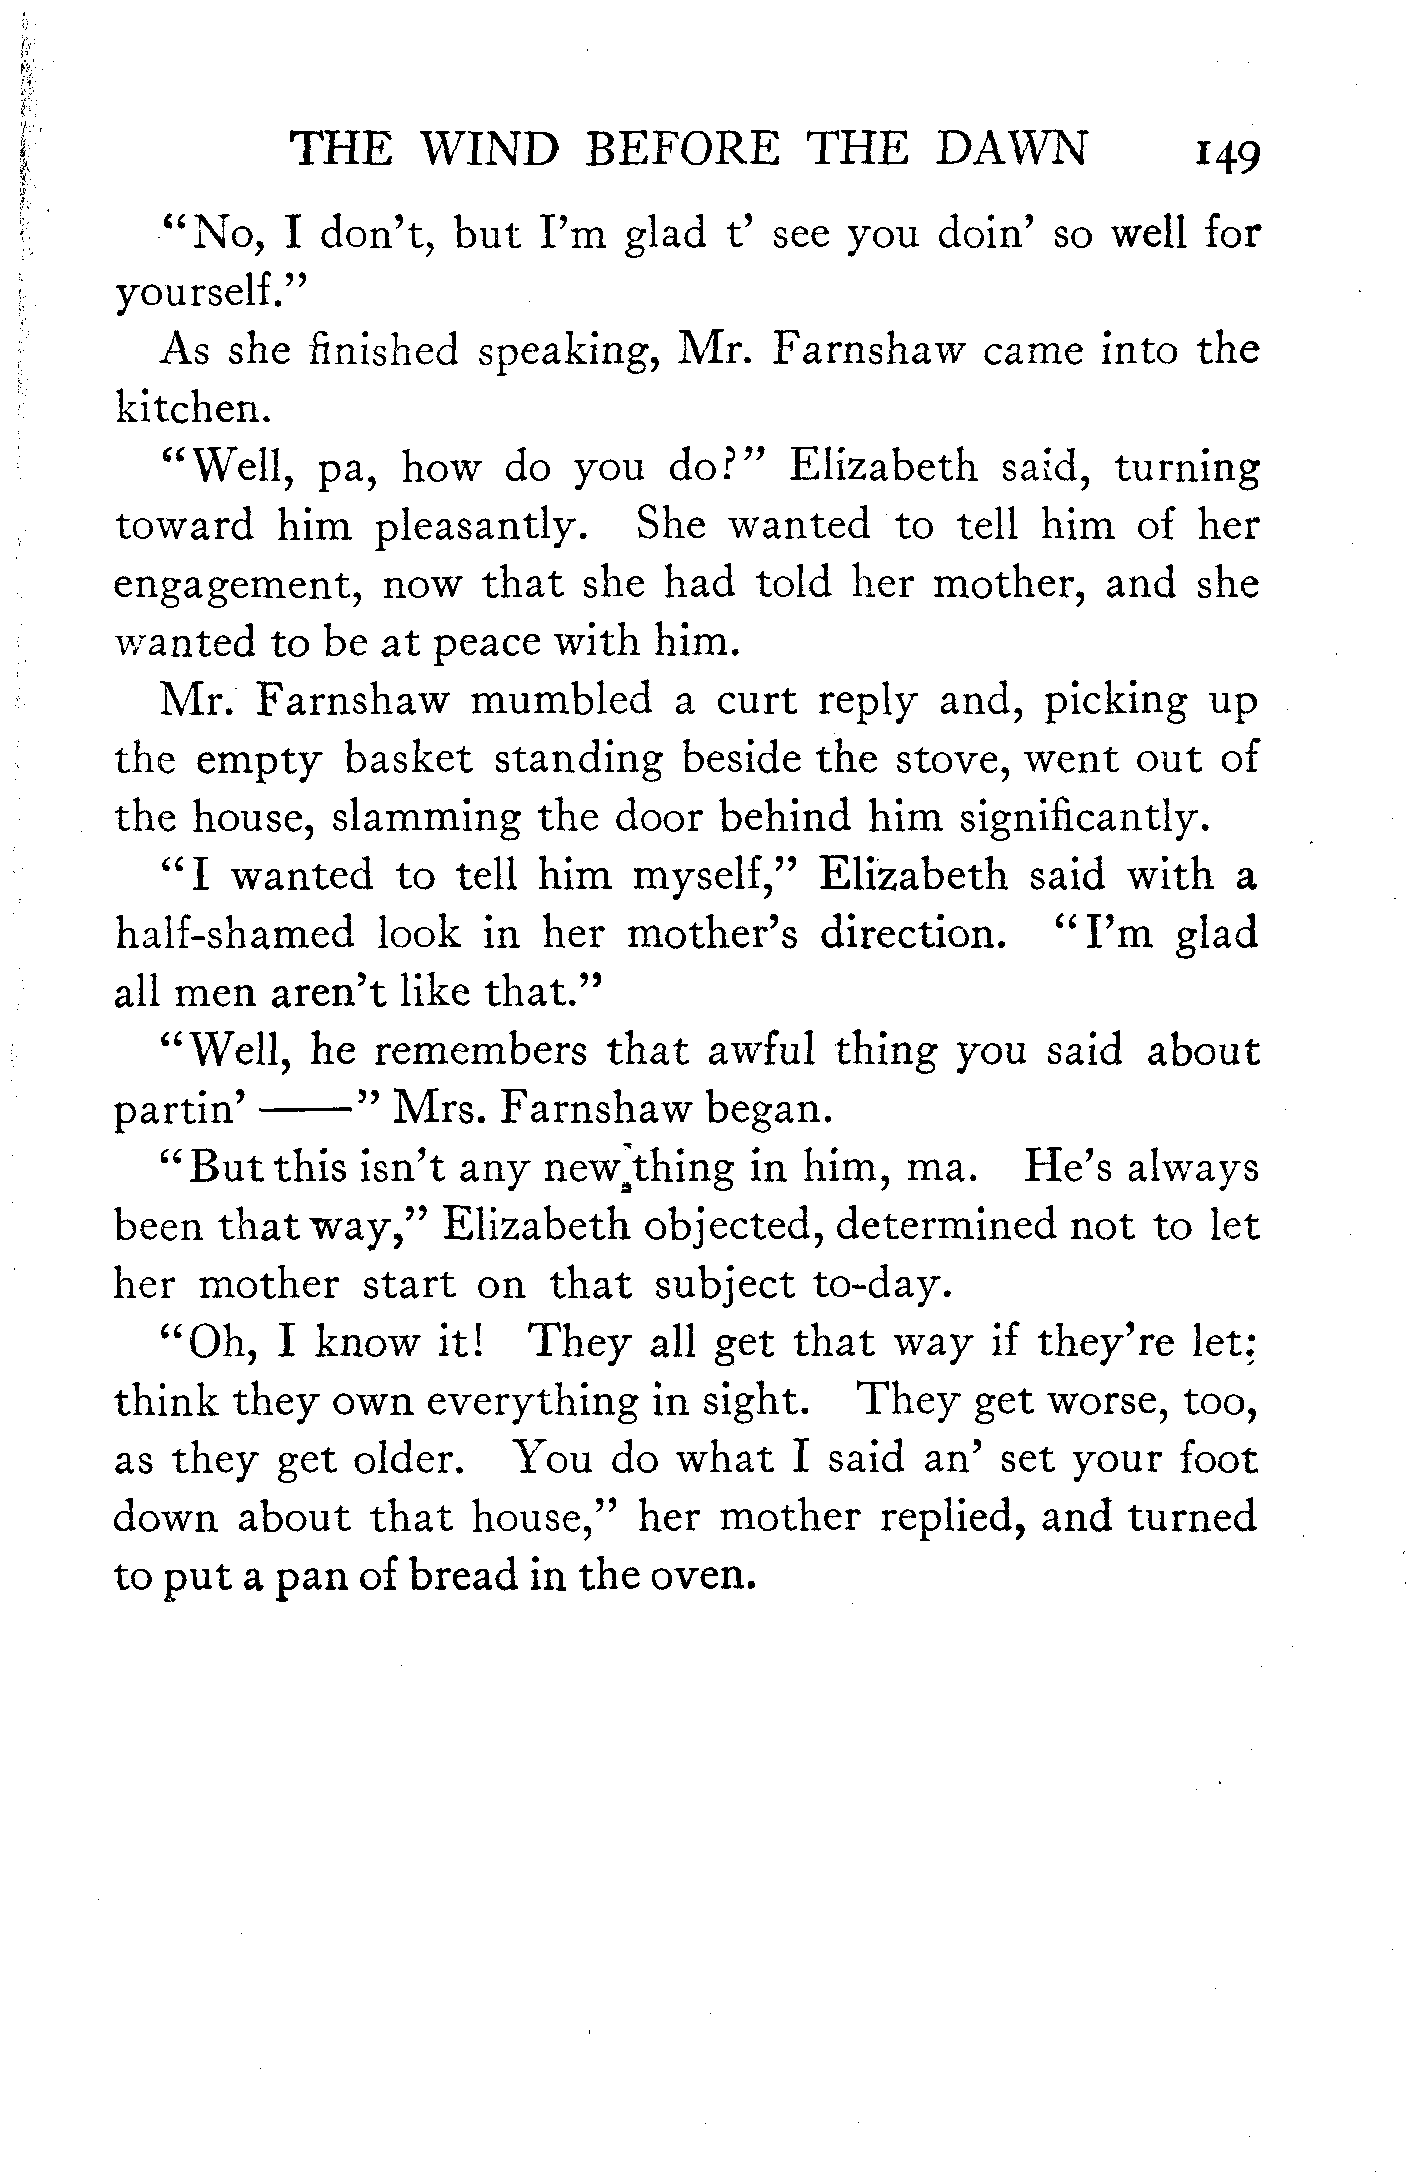 THE WIND BEFORE THE DAWN 149
“No, I don’t, but I’m glad t’ see you doin’ so well for
yourself.”
As she finished speaking, Mr. Farnshaw came into the
kitchen.
“Well, pa, how do you do?” Elizabeth said, turning
toward him pleasantly. She wanted to tell him of her
engagement, now that she had told her mother, and she
wanted to be at peace with him.
Mr. Farnshaw mumbled a curt reply and, picking up
the empty basket standing beside the stove, went out of
the house, slamming the door behind him significantly.
“I wanted to tell him myself,” Elizabeth said with a
half-shamed look in her mother’s direction. “I’m glad
all men aren’t like that.”
“Well, he remembers that awful thing you said about
partin’ ——” Mrs. Farnshaw began.
“But this isn’t any new thing in him, ma. He’s always
been that way,” Elizabeth objected, determined not to let
her mother start on that subject to-day.
“Oh, I know it! They all get that way if they’re let;
think they own everything in sight. They get worse, too,
as they get older. You do what I said an’ set your foot
down about that house,” her mother replied, and turned
to put a pan of bread in the oven.